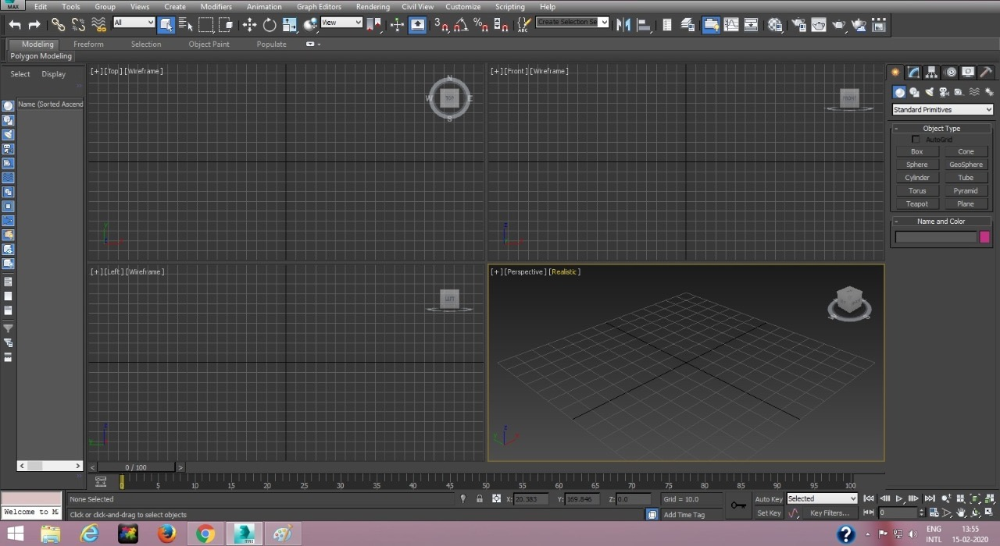 MAX Edit Tools Group Views Create Modifiers Animation Graph Editors Rendering Civil View Customize Scripting Help
All View 3 Create Selection Se
Modeling Freeform Selection Object Paint Populate
Polygon Modeling
Select Display
Name (Sorted Ascend
[+] [Top] [Wireframe]
N
W TOP E
S
[+] [Front] [Wireframe]
FRONT
Standard Primitives
- Object Type
AutoGrid
Box Cone
Sphere GeoSphere
Cylinder Tube
Torus Pyramid
Teapot Plane
- Name and Color
y
x
z
z
x
[+] [Left] [Wireframe]
LEFT
[+] [Perspective] [Realistic]
z
y
z
y x
< 0 / 100 >
0 5 10 15 20 25 30 35 40 45 50 55 60 65 70 75 80 85 90 95 100
None Selected X: 20.383 Y: 169.846 Z: 0.0 Grid = 10.0 Auto Key Selected
Welcome to M Click or click-and-drag to select objects Add Time Tag Set Key Key Filters... 0
MAX ? ENG 13:55
INTL 15-02-2020